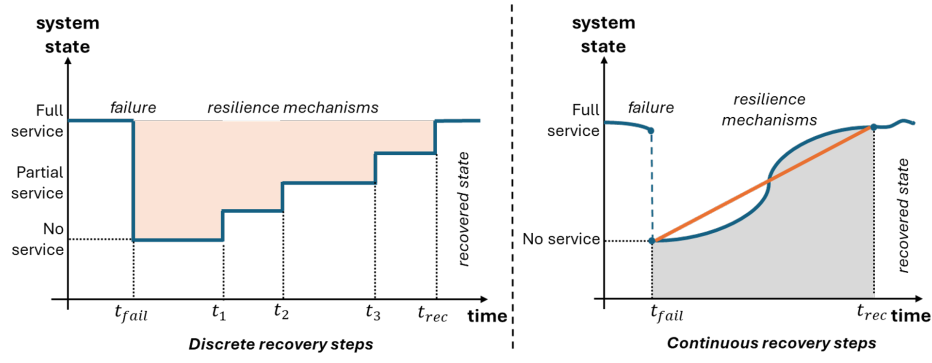 system
state
failure
resilience mechanisms
Full
service
Partial
service
No
service
recovered state
t_fail
t_1
t_2
t_3
t_rec
time
Discrete recovery steps
system
state
resilience
mechanisms
failure
Full
service
No service
recovered state
t_fail
t_rec
time
Continuous recovery steps